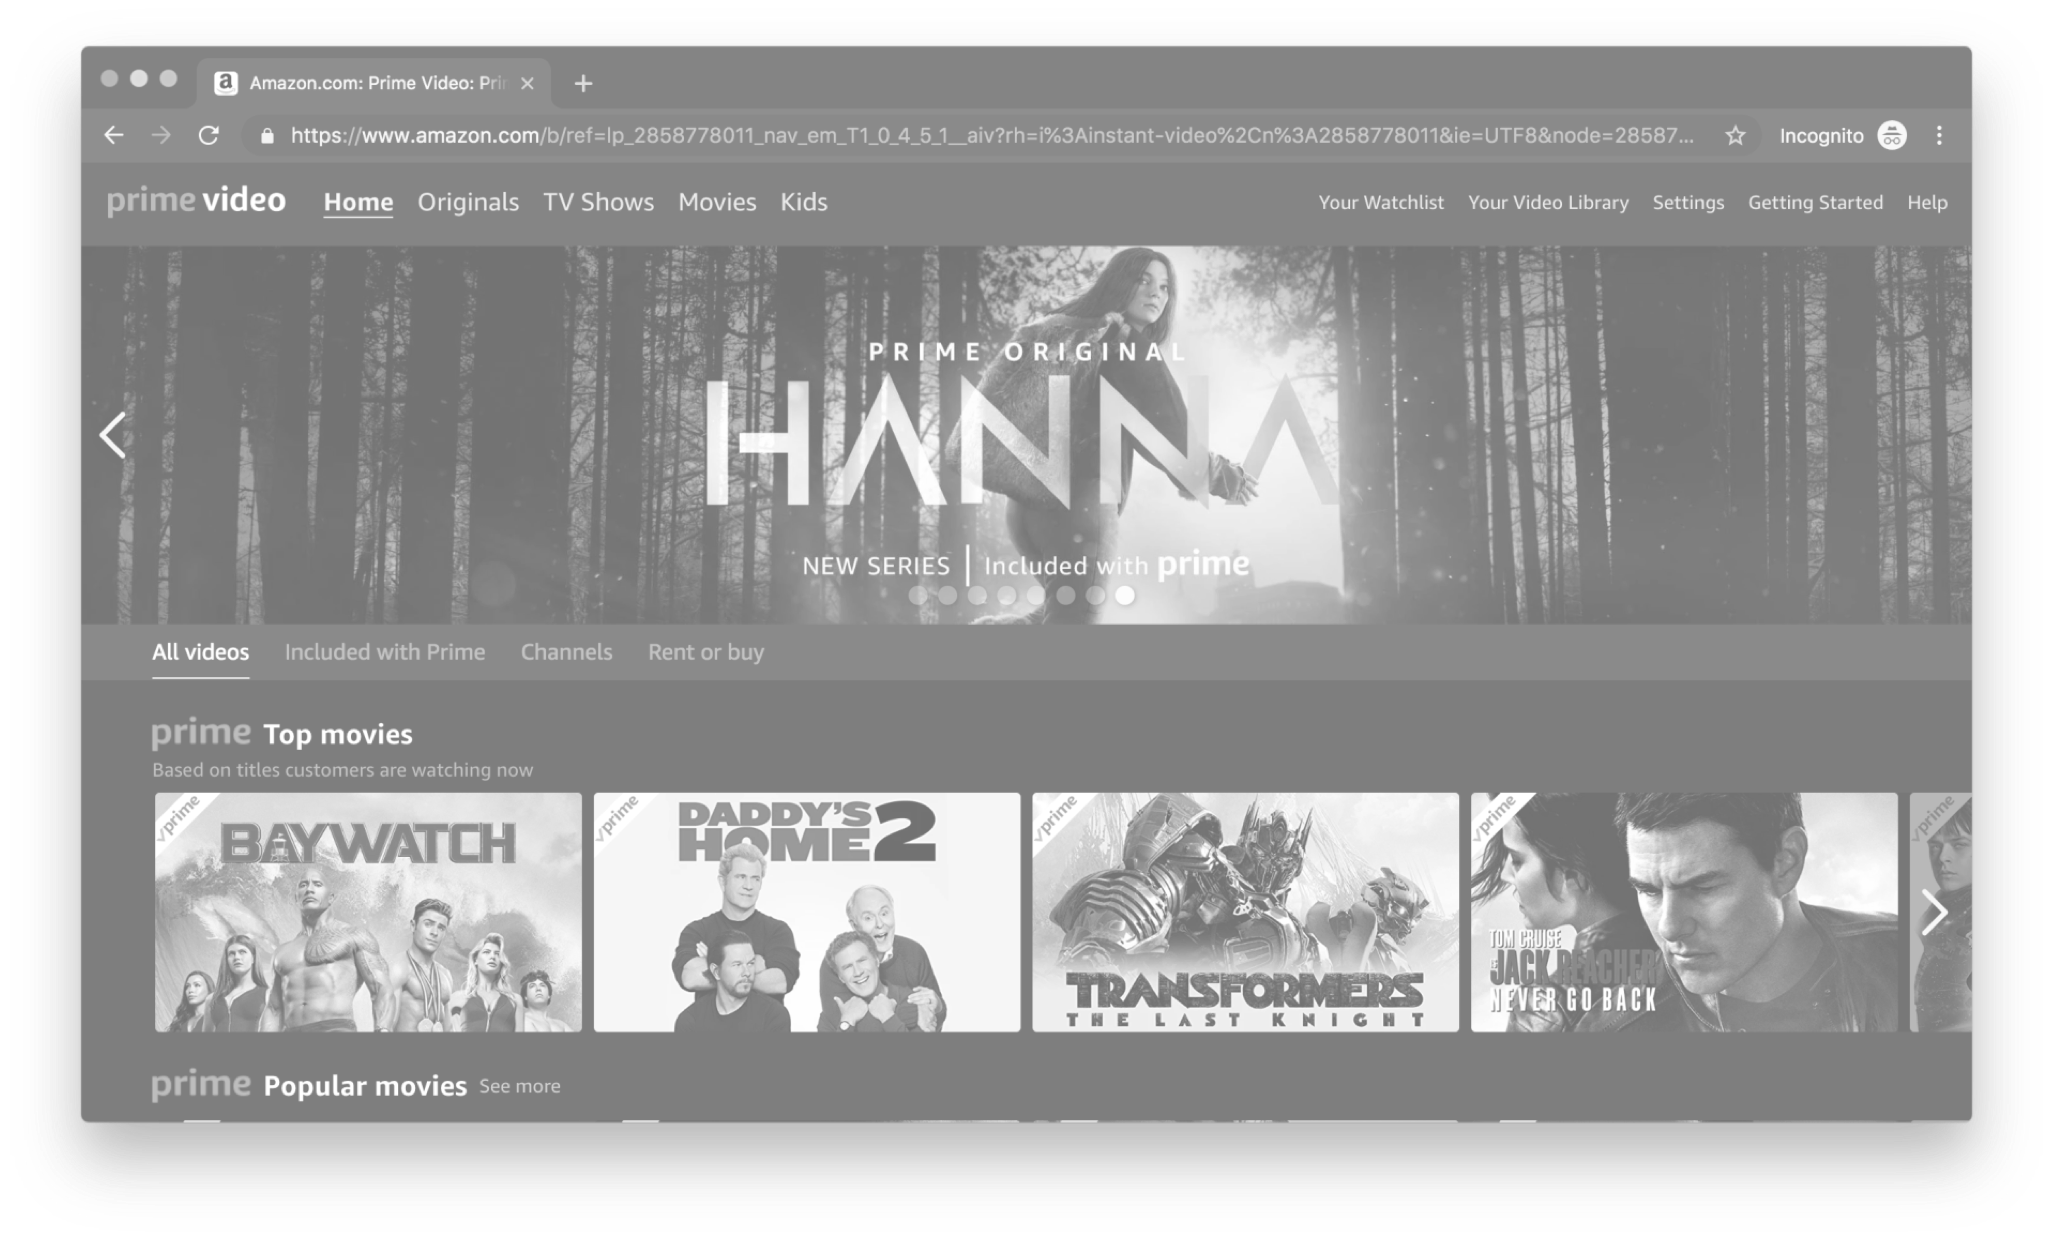 Amazon.com: Prime Video: Pri
https://www.amazon.com/b/ref=lp_2858778011_nav_em_T1_0_4_5_1__aiv?rh=i%3Ainstant-video%2Cn%3A2858778011&ie=UTF8&node=28587...
Incognito
prime video Home Originals TV Shows Movies Kids
Your Watchlist Your Video Library Settings Getting Started Help
PRIME ORIGINAL
HANNA
NEW SERIES | Included with prime
All videos Included with Prime Channels Rent or buy
prime Top movies
Based on titles customers are watching now
prime
BAYWATCH
prime
DADDY'S
HOME 2
prime
TRANSFORMERS
THE LAST KNIGHT
prime
TOM CRUISE
IS
JACK REACHER
NEVER GO BACK
prime
prime Popular movies See more